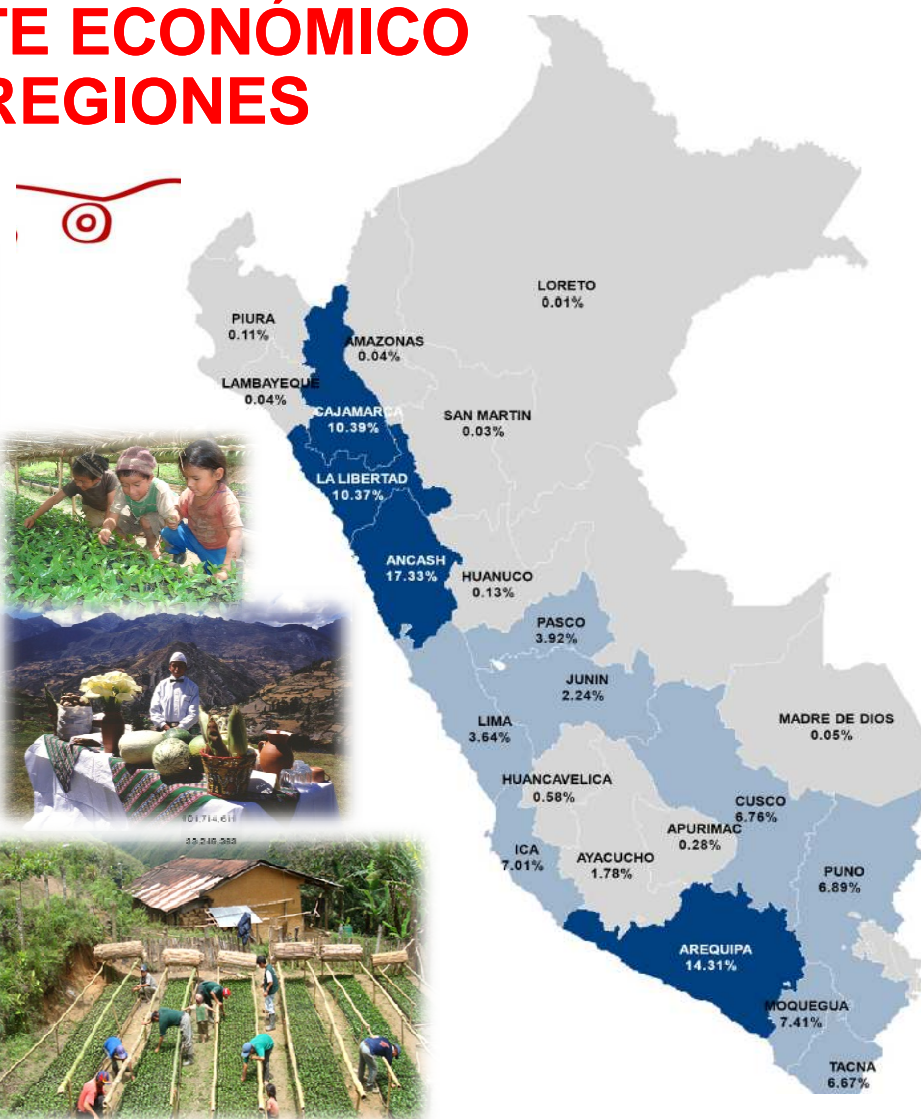 TE ECONÓMICO
REGIONES
LORETO
0.01%
PIURA
0.11%
AMAZONAS
0.04%
LAMBAYEQUE
0.04%
CAJAMARCA
10.39%
SAN MARTIN
0.03%
LA LIBERTAD
10.37%
ANCASH
17.33%
HUANUCO
0.13%
PASCO
3.92%
JUNIN
2.24%
LIMA
3.64%
MADRE DE DIOS
0.05%
HUANCAVELICA
0.58%
CUSCO
6.76%
APURIMAC
0.28%
ICA
7.01%
AYACUCHO
1.78%
PUNO
6.89%
AREQUIPA
14.31%
MOQUEGUA
7.41%
TACNA
6.67%